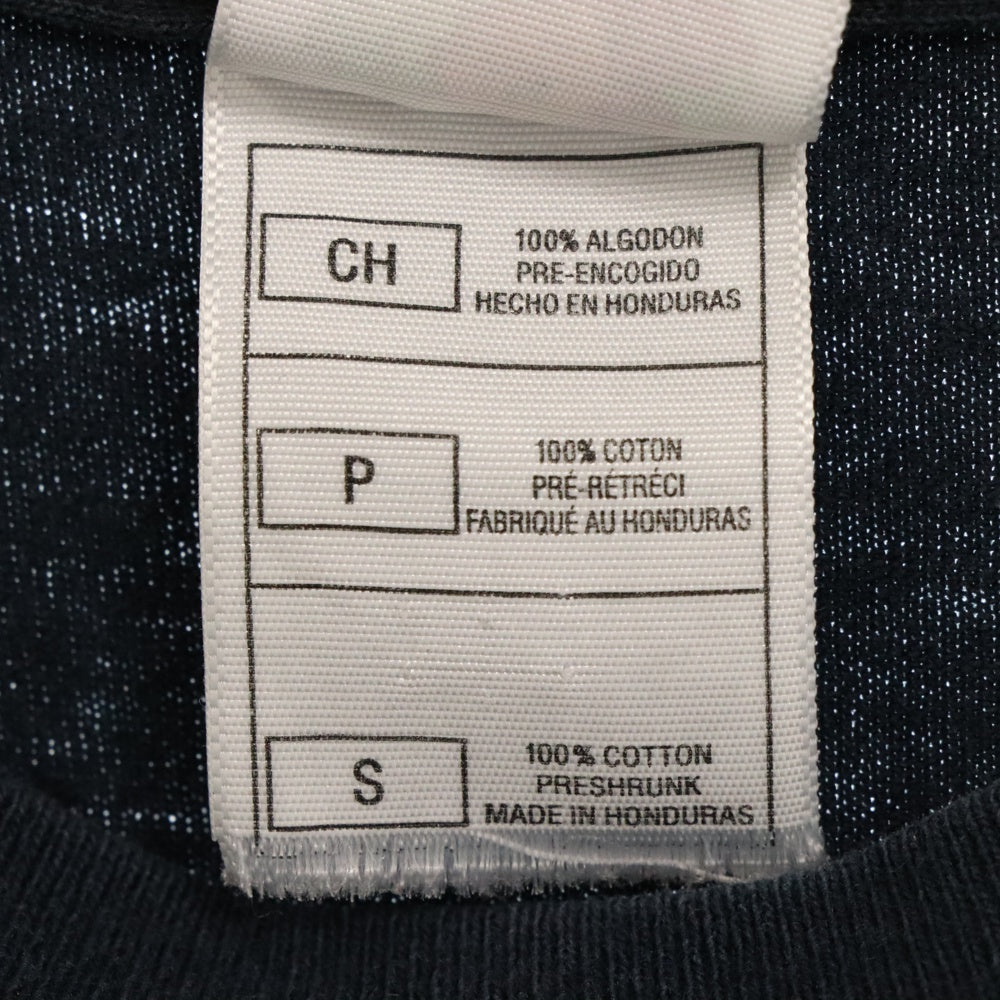 CH
100% ALGODON
PRE-ENCOGIDO
HECHO EN HONDURAS
P
100% COTON
PRÉ-RÉTRÉCI
FABRIQUÉ AU HONDURAS
S
100% COTTON
PRESHRUNK
MADE IN HONDURAS